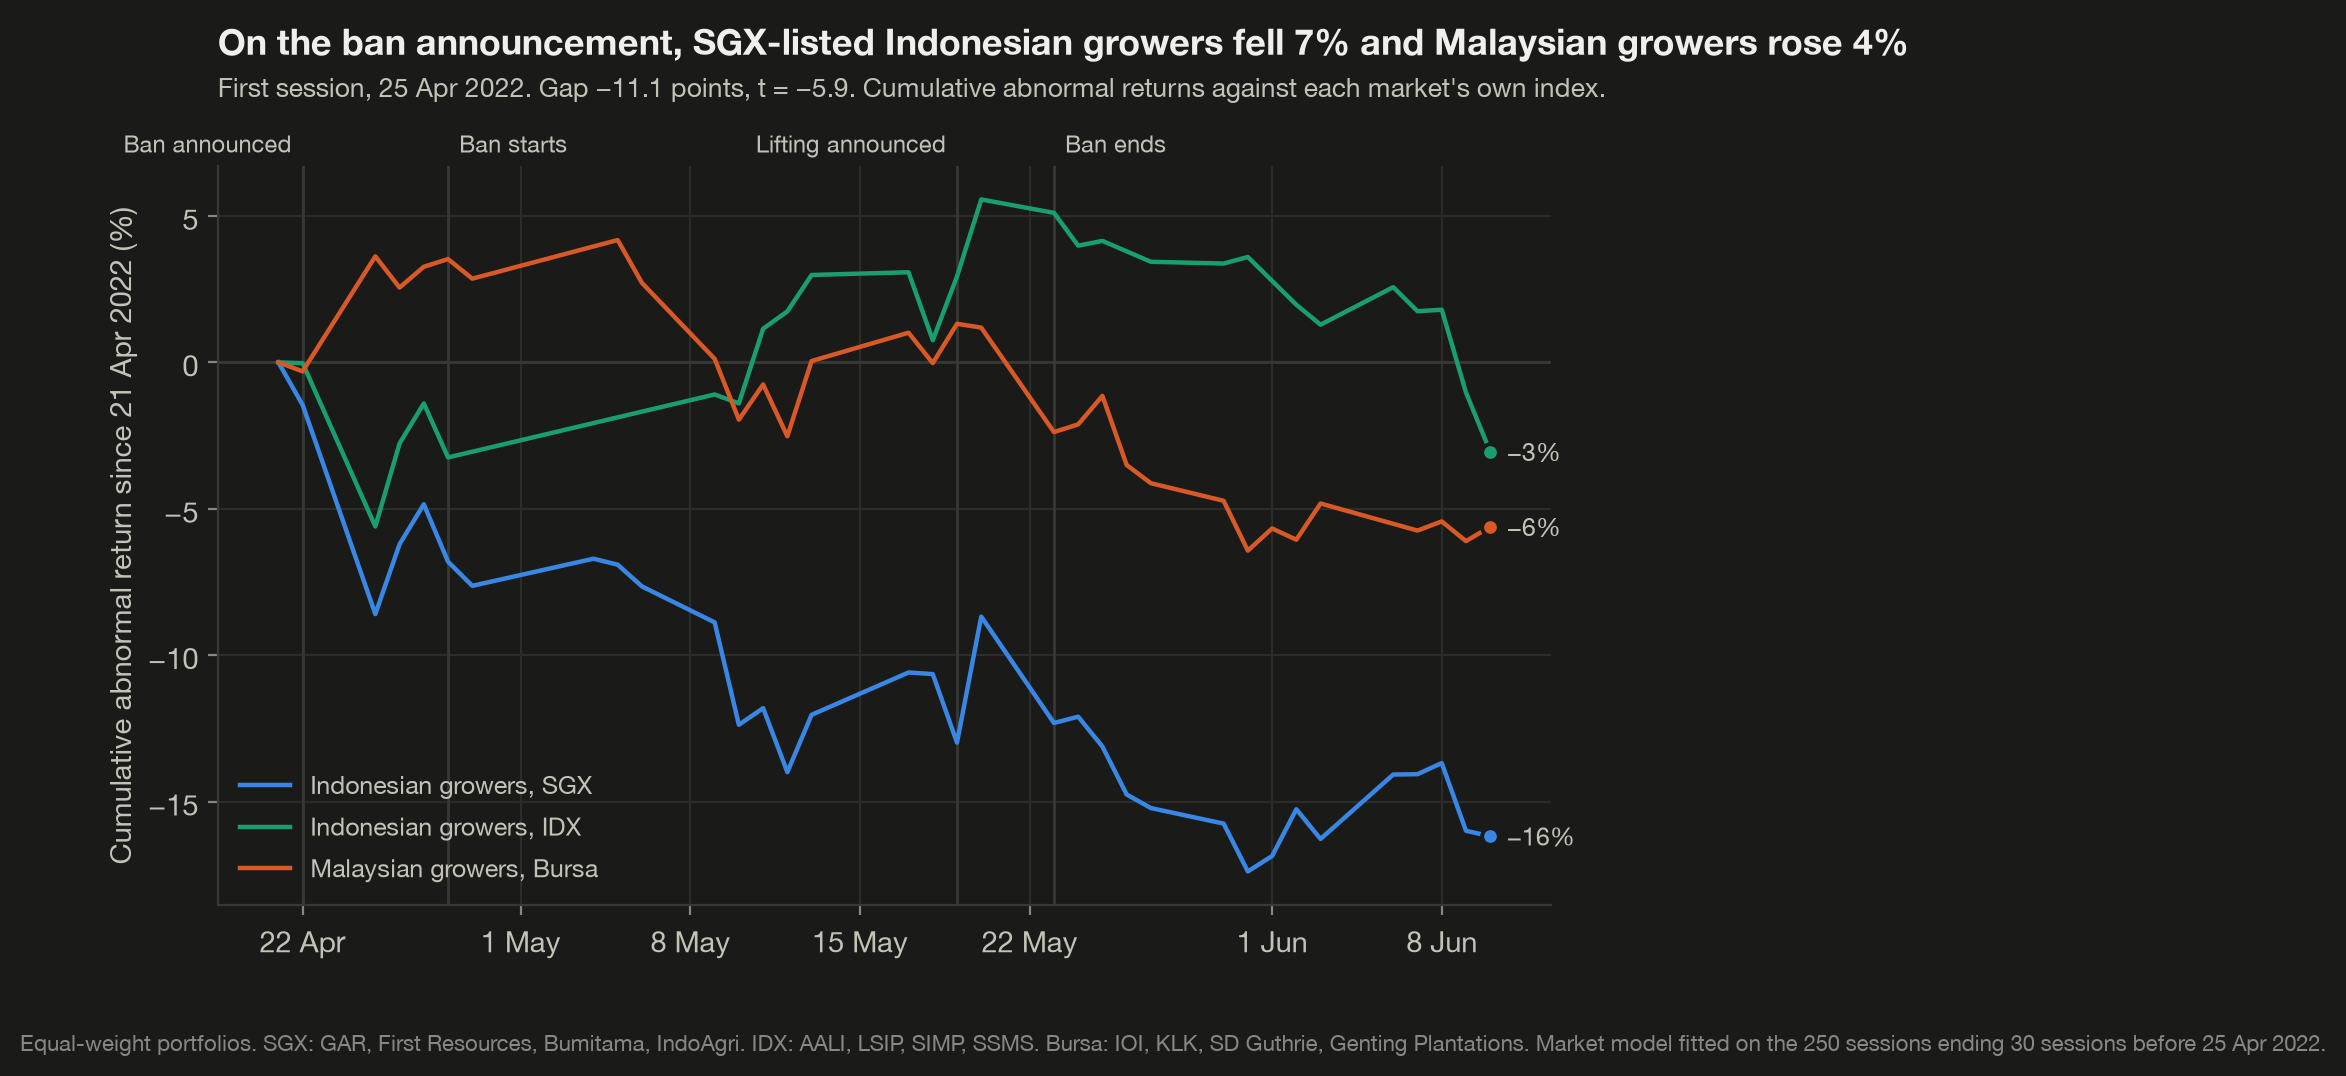 On the ban announcement, SGX-listed Indonesian growers fell 7% and Malaysian growers rose 4%
First session, 25 Apr 2022. Gap −11.1 points, t = −5.9. Cumulative abnormal returns against each market's own index.
Ban announced
Ban starts
Lifting announced
Ban ends
Cumulative abnormal return since 21 Apr 2022 (%)
5
0
−5
−10
−15
−3%
−6%
−16%
Indonesian growers, SGX
Indonesian growers, IDX
Malaysian growers, Bursa
22 Apr
1 May
8 May
15 May
22 May
1 Jun
8 Jun
Equal-weight portfolios. SGX: GAR, First Resources, Bumitama, IndoAgri. IDX: AALI, LSIP, SIMP, SSMS. Bursa: IOI, KLK, SD Guthrie, Genting Plantations. Market model fitted on the 250 sessions ending 30 sessions before 25 Apr 2022.